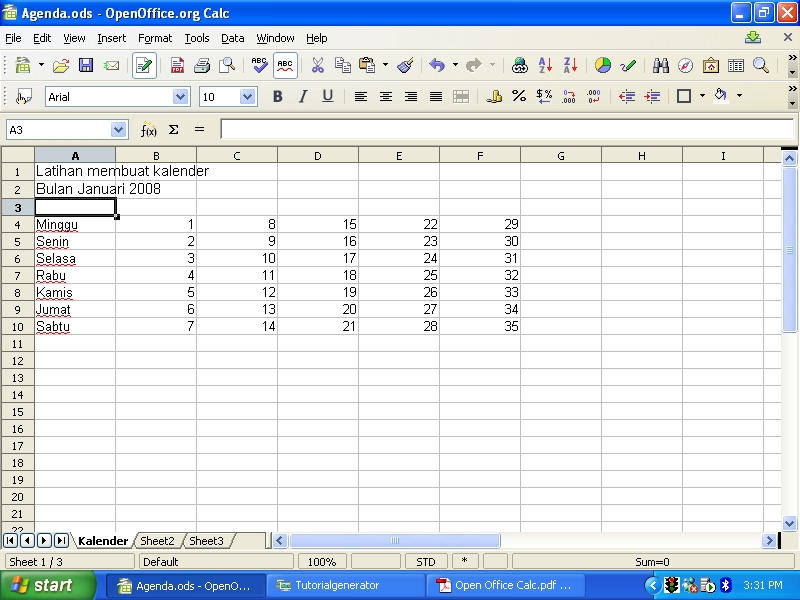 Agenda.ods - OpenOffice.org Calc
File Edit View Insert Format Tools Data Window Help
Arial 10 B I U
A3 f(x) Σ =
A B C D E F G H I
1 Latihan membuat kalender
2 Bulan Januari 2008
3
4 Minggu 1 8 15 22 29
5 Senin 2 9 16 23 30
6 Selasa 3 10 17 24 31
7 Rabu 4 11 18 25 32
8 Kamis 5 12 19 26 33
9 Jumat 6 13 20 27 34
10 Sabtu 7 14 21 28 35
11
12
13
14
15
16
17
18
19
20
21
22
Kalender Sheet2 Sheet3
Sheet 1 / 3 Default 100% STD * Sum=0
start Agenda.ods - OpenO... Tutorialgenerator Open Office Calc.pdf ... 3:31 PM